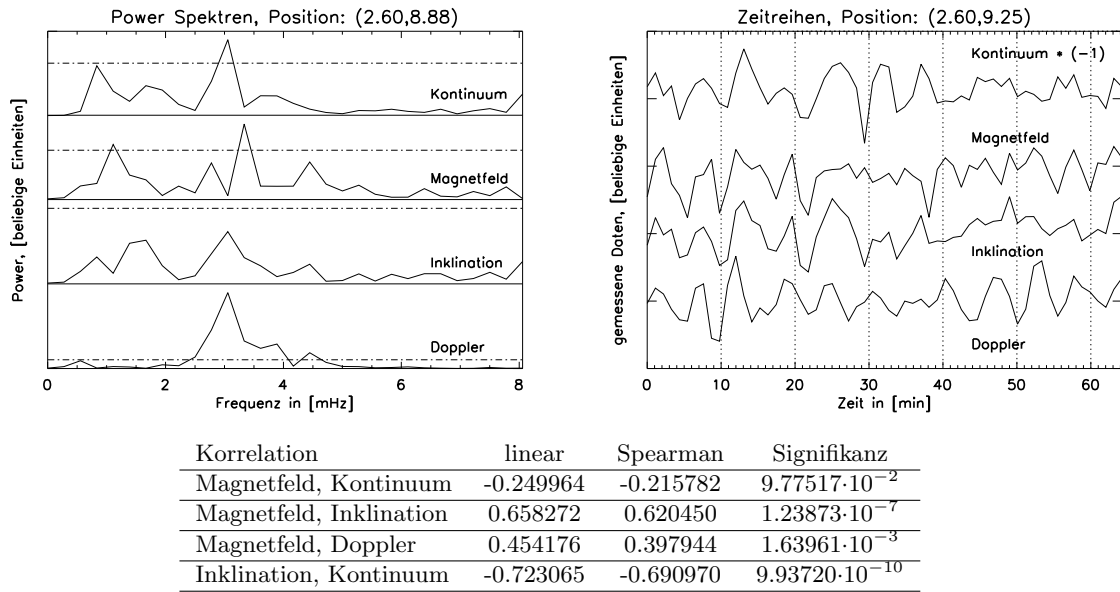 Power Spektren, Position: (2.60,8.88)
Power, [beliebige Einheiten]
Kontinuum
Magnetfeld
Inklination
Doppler
0 2 4 6 8
Frequenz in [mHz]
Zeitreihen, Position: (2.60,9.25)
gemessene Daten, [beliebige Einheiten]
Kontinuum * (-1)
Magnetfeld
Inklination
Doppler
0 10 20 30 40 50 60
Zeit in [min]
Korrelation linear Spearman Signifikanz
Magnetfeld, Kontinuum -0.249964 -0.215782 9.77517·10⁻²
Magnetfeld, Inklination 0.658272 0.620450 1.23873·10⁻⁷
Magnetfeld, Doppler 0.454176 0.397944 1.63961·10⁻³
Inklination, Kontinuum -0.723065 -0.690970 9.93720·10⁻¹⁰